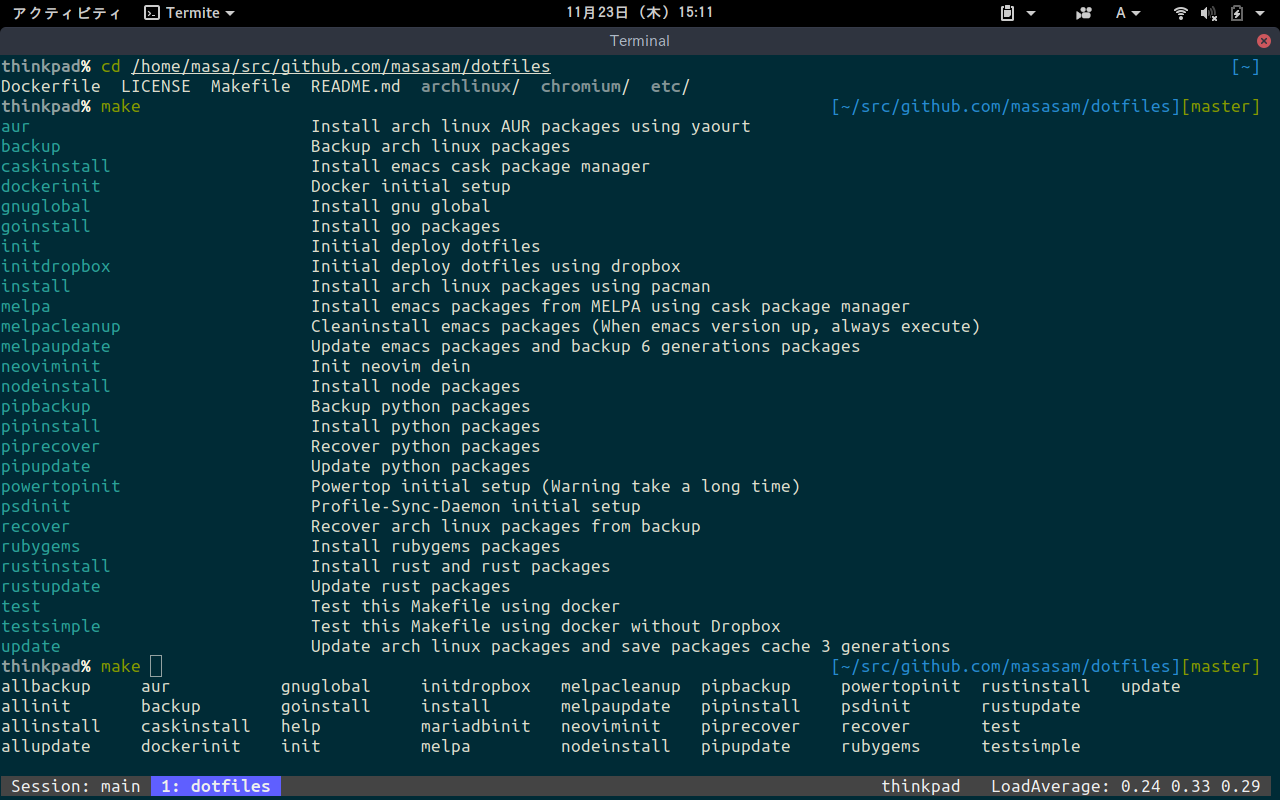 アクティビティ Termite 11月23日 (木) 15:11 A
Terminal
thinkpad% cd /home/masa/src/github.com/masasam/dotfiles [~]
Dockerfile LICENSE Makefile README.md archlinux/ chromium/ etc/
thinkpad% make [~/src/github.com/masasam/dotfiles][master]
aur Install arch linux AUR packages using yaourt
backup Backup arch linux packages
caskinstall Install emacs cask package manager
dockerinit Docker initial setup
gnuglobal Install gnu global
goinstall Install go packages
init Initial deploy dotfiles
initdropbox Initial deploy dotfiles using dropbox
install Install arch linux packages using pacman
melpa Install emacs packages from MELPA using cask package manager
melpacleanup Cleaninstall emacs packages (When emacs version up, always execute)
melpaupdate Update emacs packages and backup 6 generations packages
neoviminit Init neovim dein
nodeinstall Install node packages
pipbackup Backup python packages
pipinstall Install python packages
piprecover Recover python packages
pipupdate Update python packages
powertopinit Powertop initial setup (Warning take a long time)
psdinit Profile-Sync-Daemon initial setup
recover Recover arch linux packages from backup
rubygems Install rubygems packages
rustinstall Install rust and rust packages
rustupdate Update rust packages
test Test this Makefile using docker
testsimple Test this Makefile using docker without Dropbox
update Update arch linux packages and save packages cache 3 generations
thinkpad% make [~/src/github.com/masasam/dotfiles][master]
allbackup aur gnuglobal initdropbox melpacleanup pipbackup powertopinit rustinstall update
allinit backup goinstall install melpaupdate pipinstall psdinit rustupdate
allinstall caskinstall help mariadbinit neoviminit piprecover recover test
allupdate dockerinit init melpa nodeinstall pipupdate rubygems testsimple
Session: main 1: dotfiles thinkpad LoadAverage: 0.24 0.33 0.29